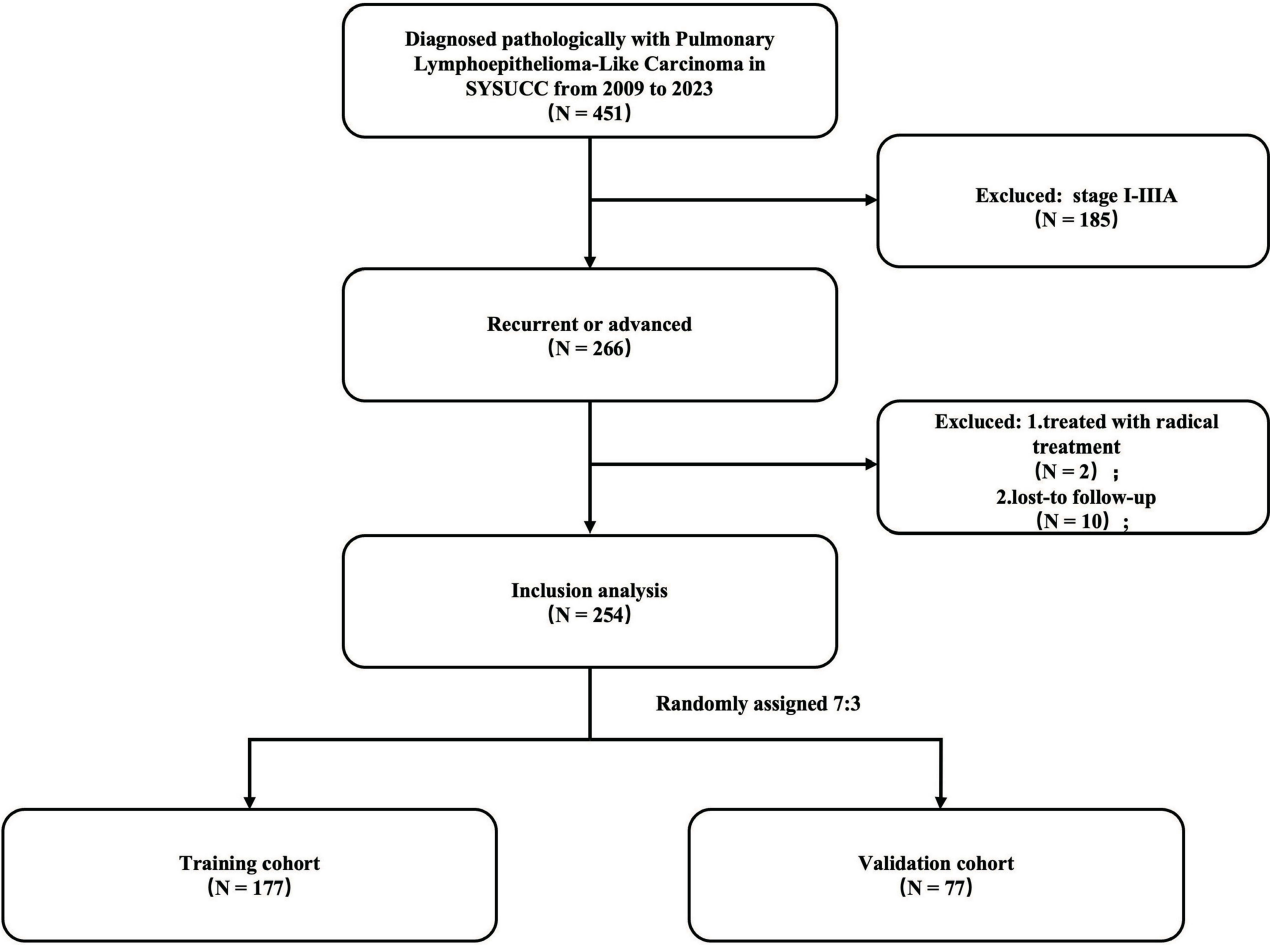 Diagnosed pathologically with Pulmonary
Lymphoepithelioma-Like Carcinoma in
SYSUCC from 2009 to 2023
（N = 451）
Excluced:  stage I-IIIA
（N = 185）
Recurrent or advanced
（N = 266）
Excluced: 1.treated with radical
treatment
（N = 2）；
2.lost-to follow-up
（N = 10）;
Inclusion analysis
（N = 254）
Randomly assigned 7:3
Training cohort
（N = 177）
Validation cohort
（N = 77）